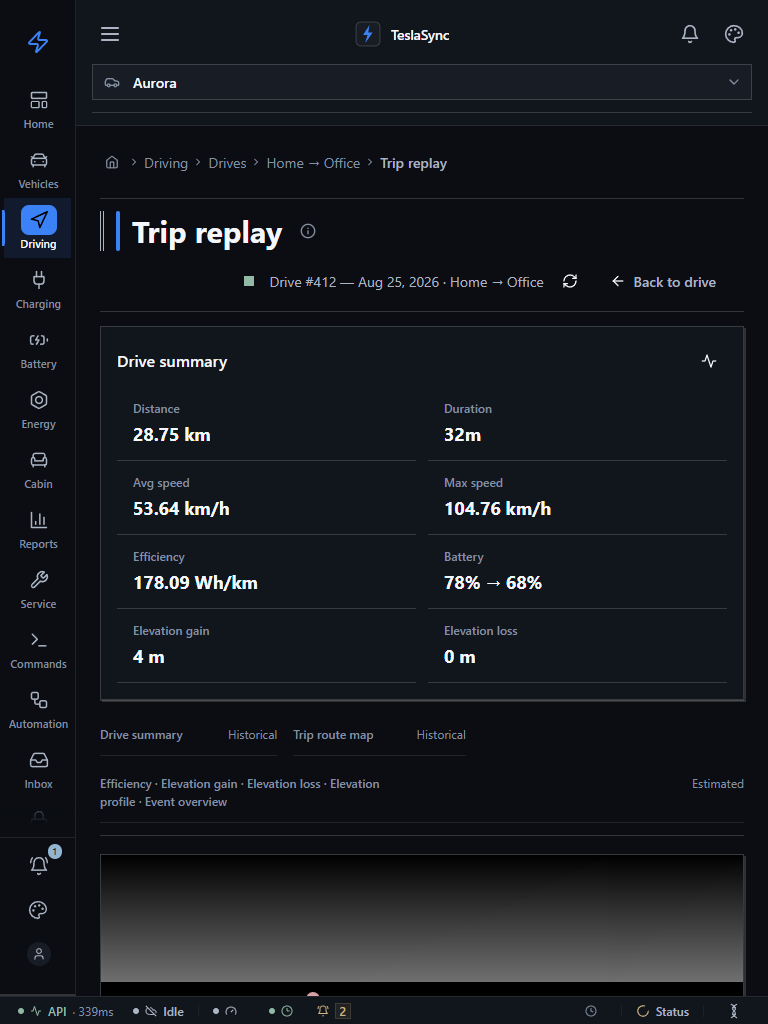 TeslaSync
Aurora
Home
Vehicles
Driving
Charging
Battery
Energy
Cabin
Reports
Service
Commands
Automation
Inbox
1
Driving › Drives › Home → Office › Trip replay
Trip replay
Drive #412 — Aug 25, 2026 · Home → Office
Back to drive
Drive summary
Distance
28.75 km
Duration
32m
Avg speed
53.64 km/h
Max speed
104.76 km/h
Efficiency
178.09 Wh/km
Battery
78% → 68%
Elevation gain
4 m
Elevation loss
0 m
Drive summary Historical
Trip route map Historical
Efficiency · Elevation gain · Elevation loss · Elevation
profile · Event overview
Estimated
API · 339ms
Idle
2
Status